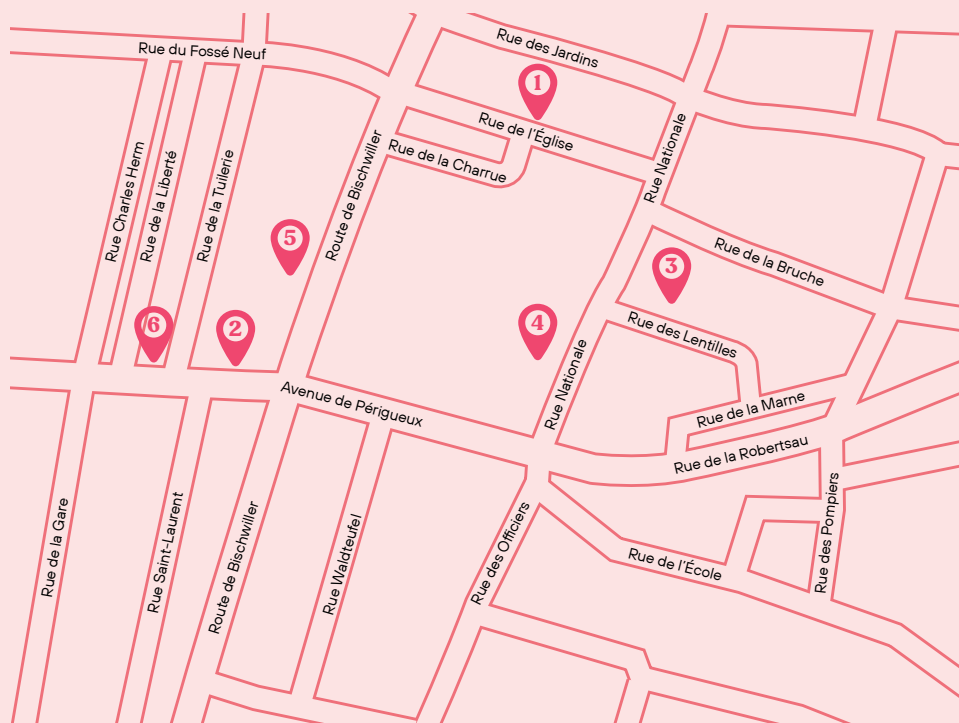 Rue des Jardins
Rue du Fossé Neuf
1
Rue de l'Église
Rue de la Charrue
Rue Nationale
Route de Bischwiller
Rue Charles Herm
Rue de la Liberté
Rue de la Tuilerie
5
Rue de la Bruche
3
6
2
4
Rue des Lentilles
Rue Nationale
Avenue de Périgueux
Rue de la Marne
Rue de la Robertsau
Rue de la Gare
Rue Saint-Laurent
Route de Bischwiller
Rue Waldteufel
Rue des Officiers
Rue de l'École
Rue des Pompiers